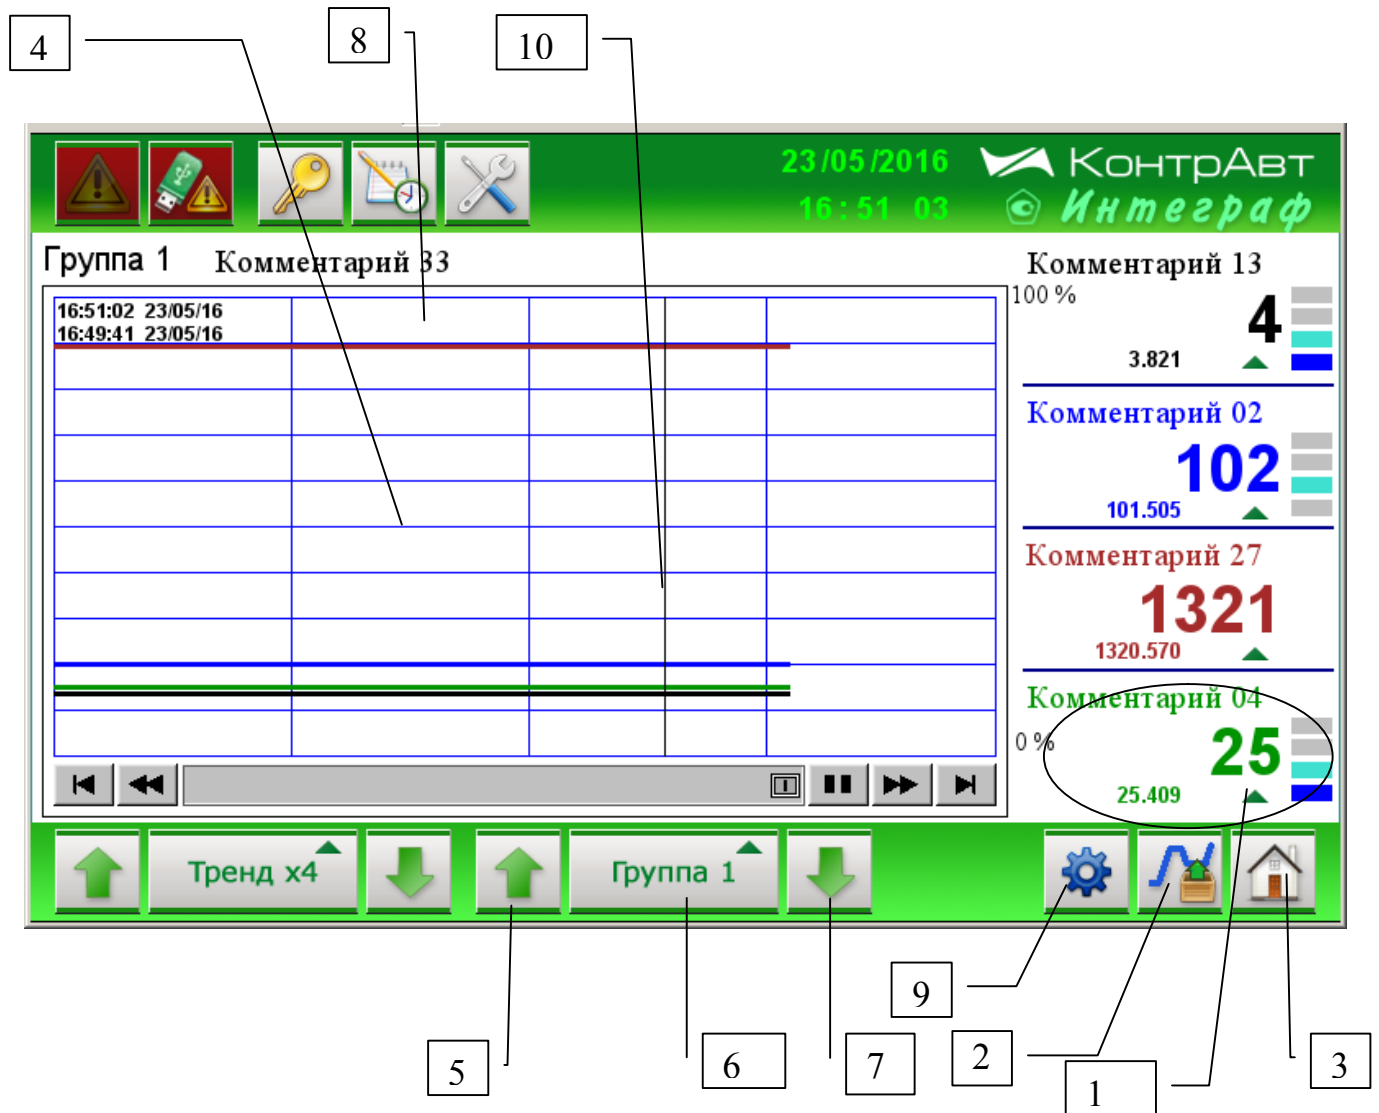 4
8
10
23/05/2016
16:51 03
КонтрАвт
Интеграф
Группа 1
Комментарий 33
16:51:02 23/05/16
16:49:41 23/05/16
Комментарий 13
100 %
4
3.821
Комментарий 02
102
101.505
Комментарий 27
1321
1320.570
Комментарий 04
0 %
25
25.409
Тренд x4
Группа 1
9
5
6
7
2
1
3